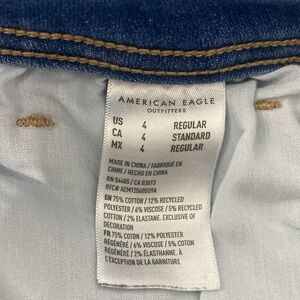 AMERICAN EAGLE
OUTFITTERS
US 4 REGULAR
CA 4 STANDARD
MX 4 REGULAR
MADE IN CHINA / FABRIQUÉ EN
CHINE / HECHO EN CHINA
RN 54485 / CA 03073
RFC# AEMT2060509A
EN 75% COTTON / 12% RECYCLED
POLYESTER / 6% VISCOSE / 5% RECYCLED
COTTON / 2% ELASTANE. EXCLUSIVE OF
DECORATION
FR 75% COTON / 12% POLYESTER
RÉGÉNÉRÉ / 6% VISCOSE / 5% COTON
RÉGÉNÉRÉ / 2% ÉLASTHANNE. À
L'EXCEPTION DE LA GARNITURE